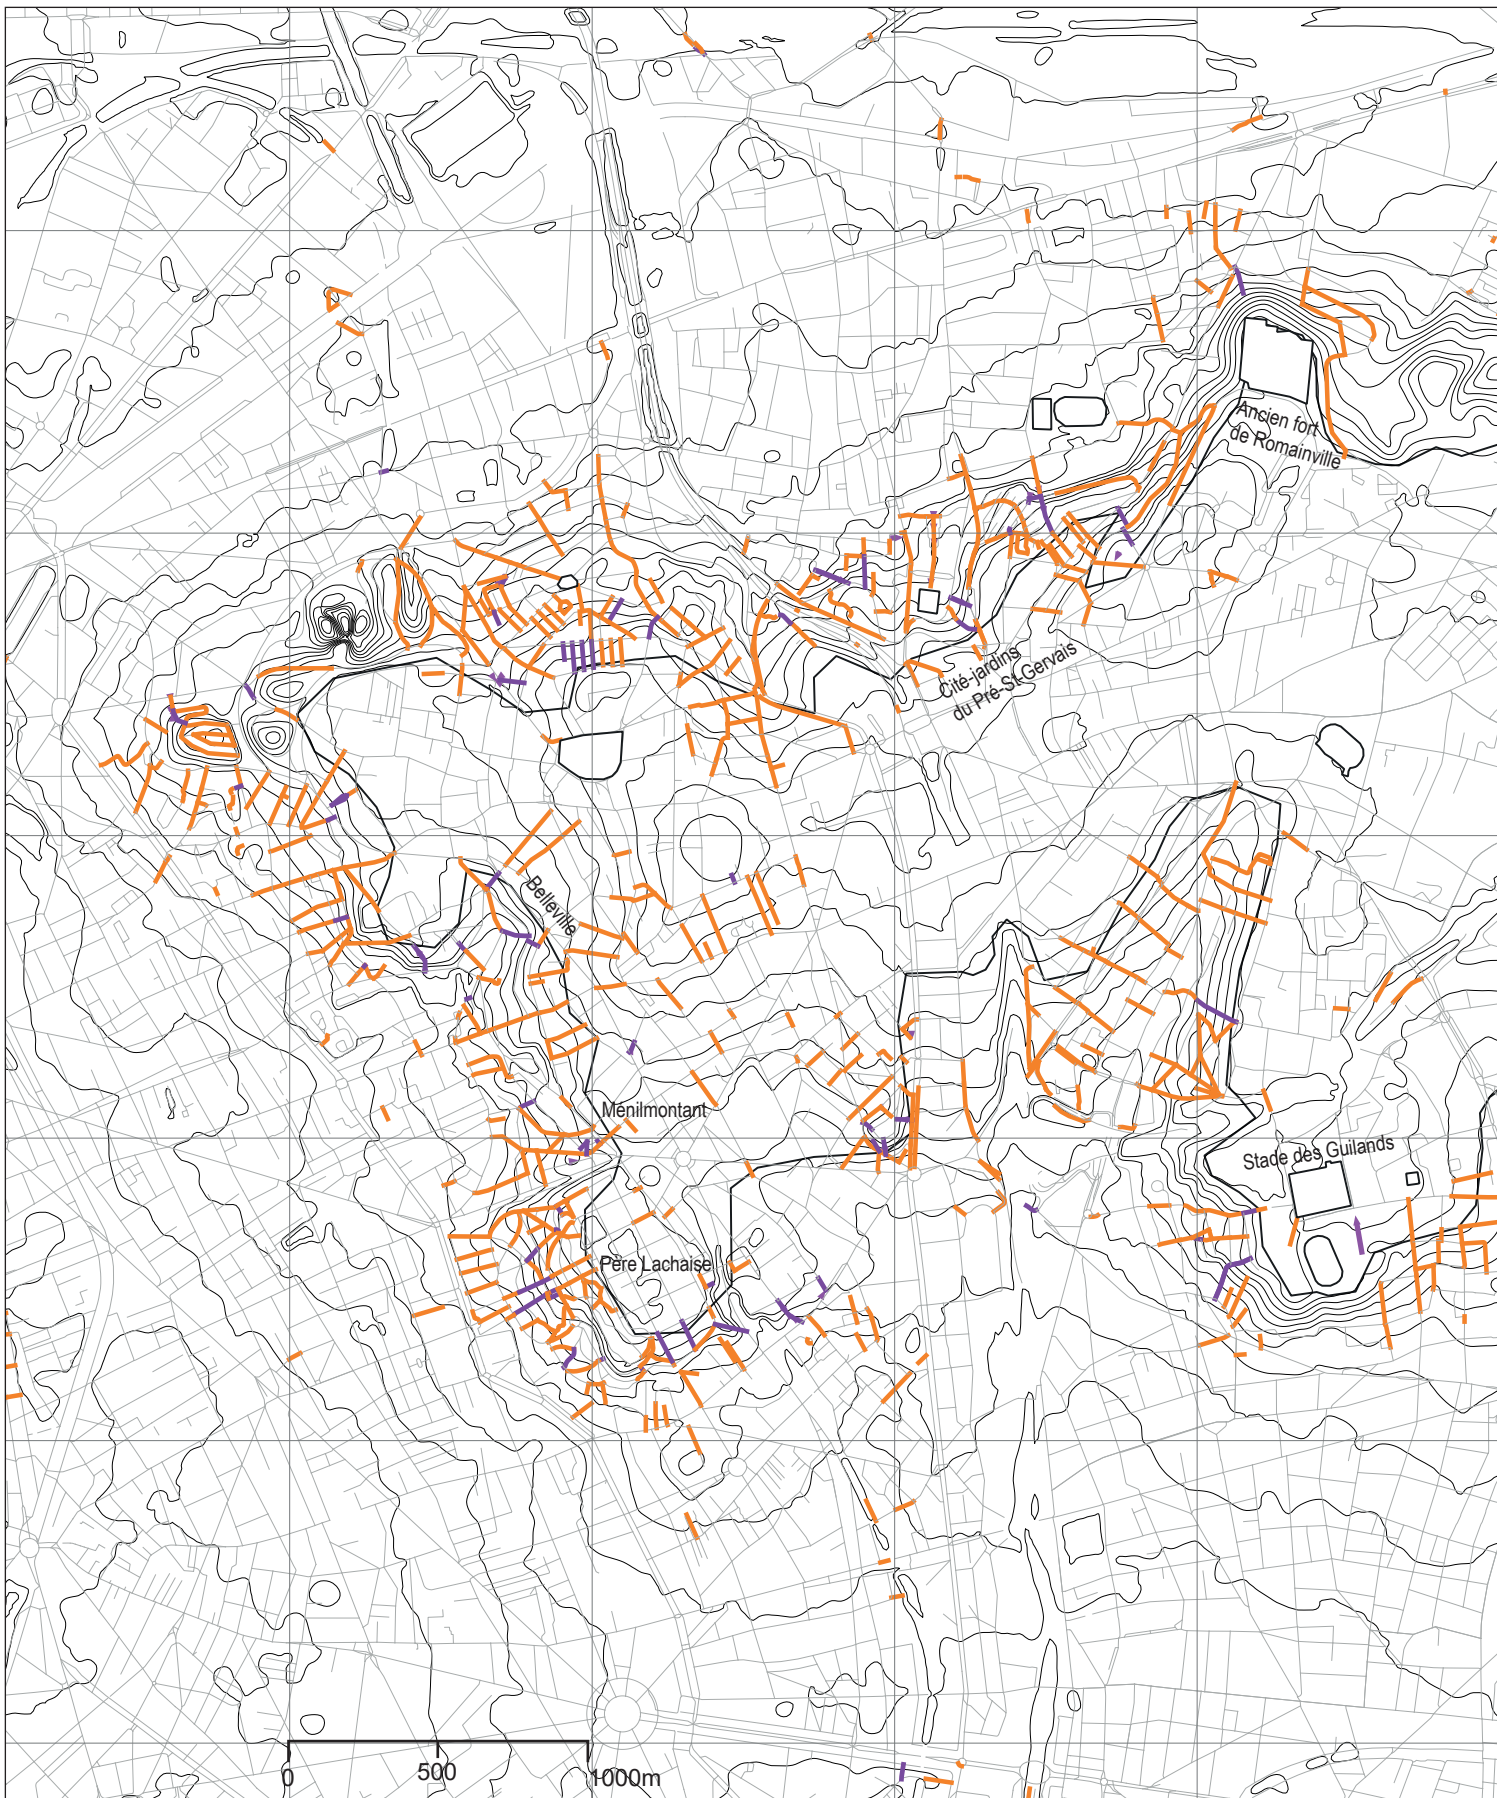 Ancien fort
de Romainville
Cité-jardins
du Pré-St-Gervais
Belleville
Ménilmontant
Stade des Guilands
Père Lachaise
0
500
1000m